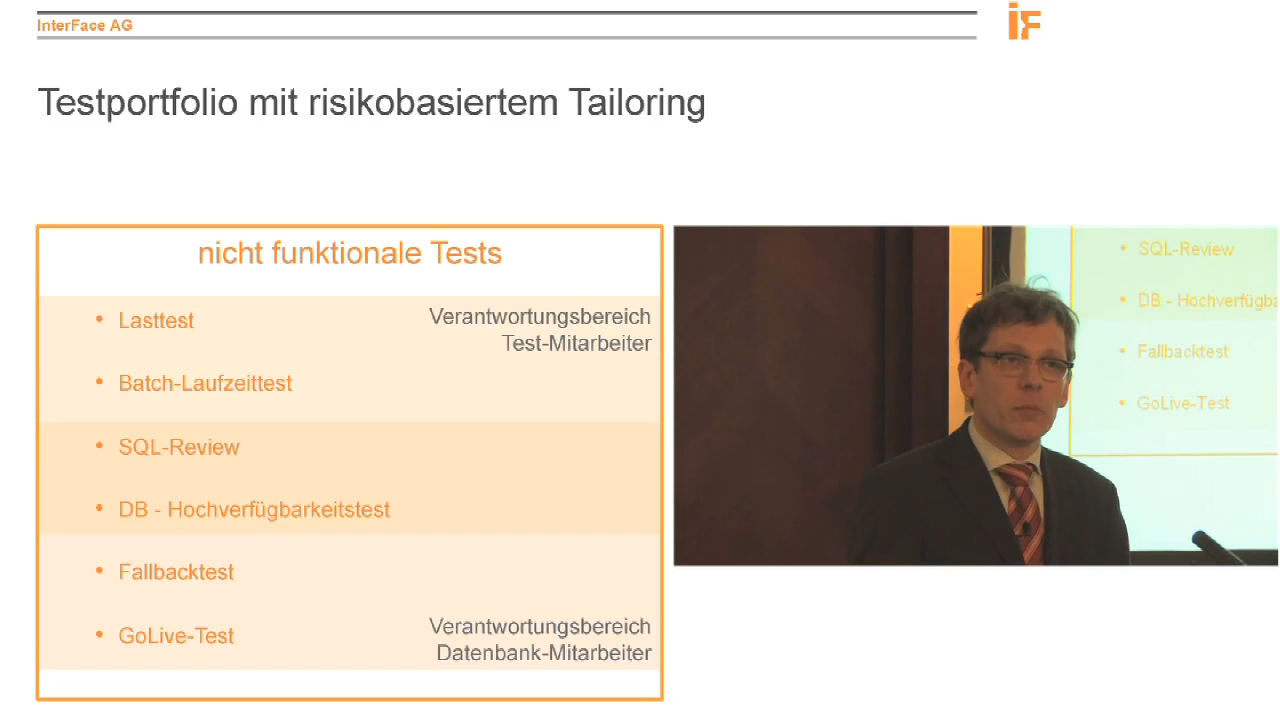 InterFace AG
iF
Testportfolio mit risikobasiertem Tailoring
nicht funktionale Tests
• Lasttest
Verantwortungsbereich
Test-Mitarbeiter
• Batch-Laufzeittest
• SQL-Review
• DB - Hochverfügbarkeitstest
• Fallbacktest
• GoLive-Test
Verantwortungsbereich
Datenbank-Mitarbeiter
• SQL-Review
• DB - Hochverfügba
• Fallbacktest
• GoLive-Test